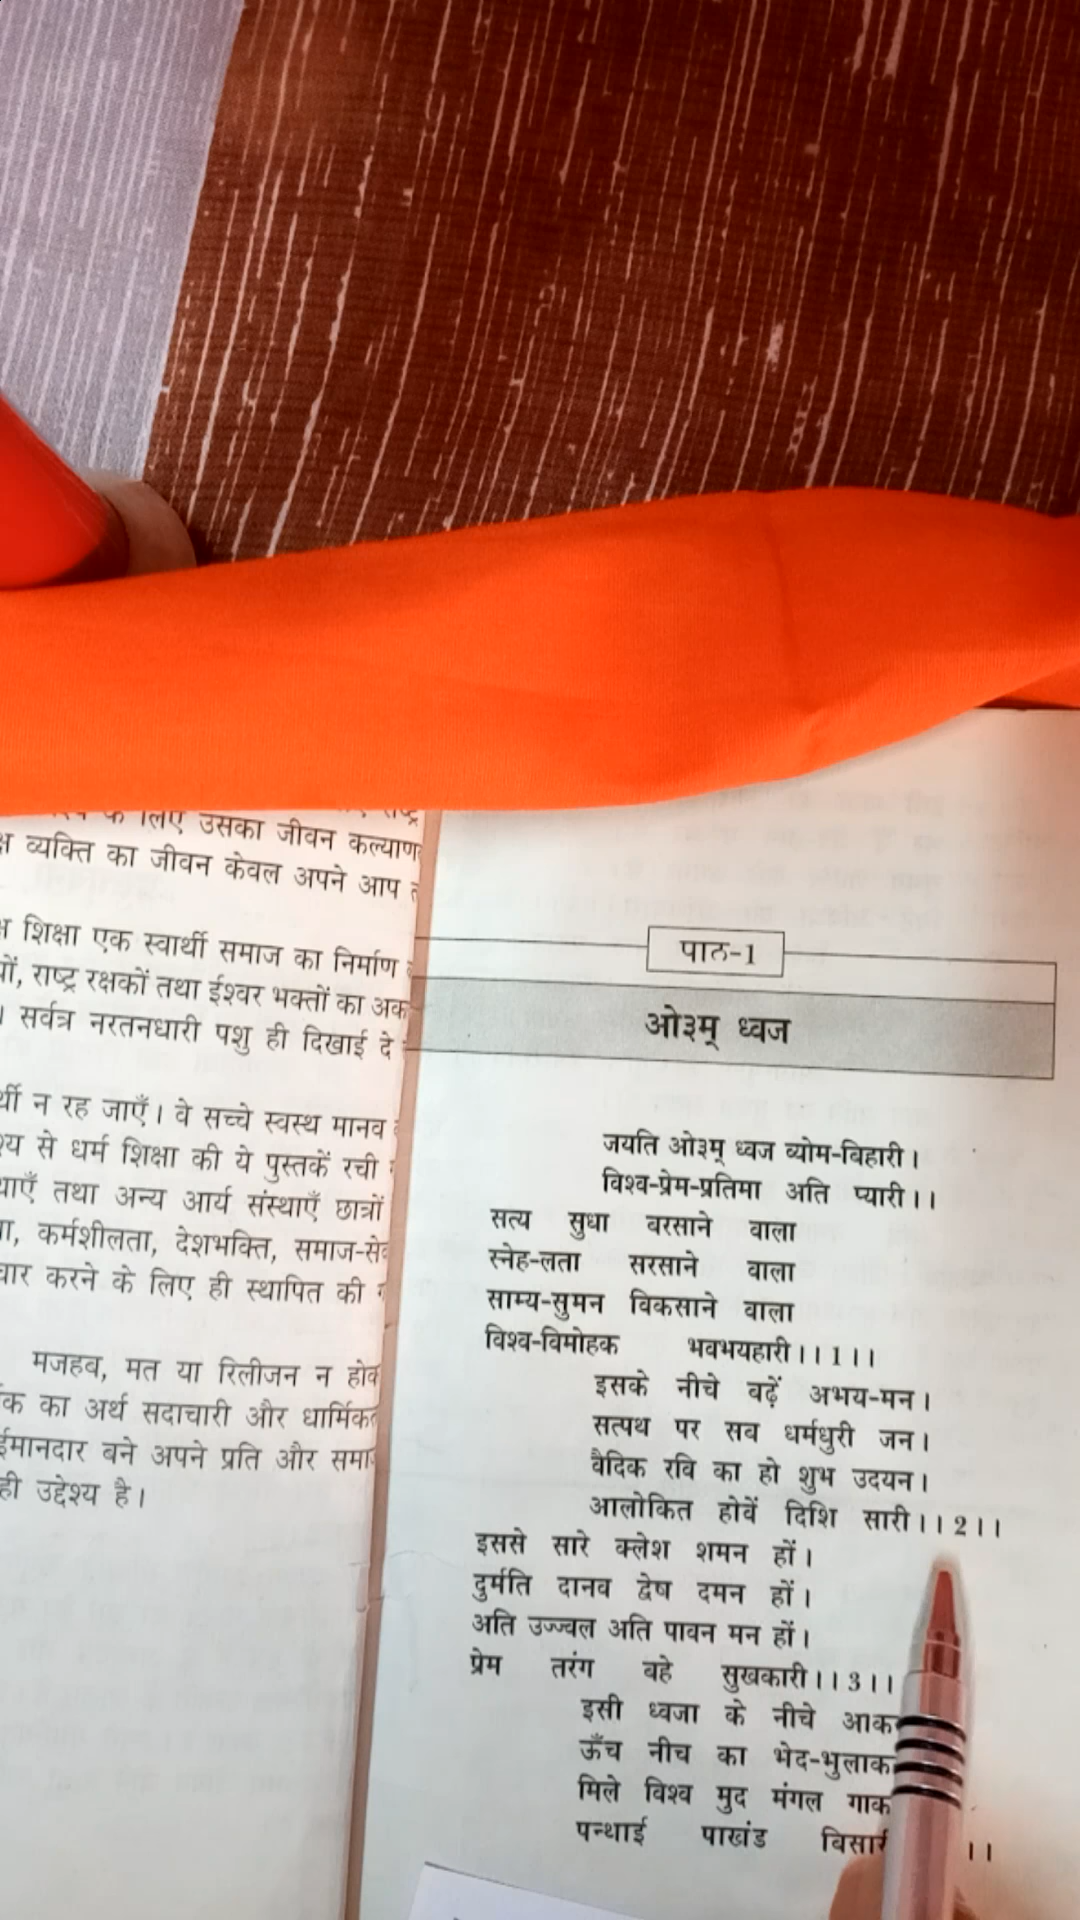 लिए उसका जीवन
व्यक्ति का जीवन केवल अपने आप
शिक्षा एक स्वार्थी समाज का निर्माण
राष्ट्र रक्षकों तथा ईश्वर भक्तों का
। सर्वत्र नरतनधारी पशु ही दिखाई दे
न रह जाएँ। वे सच्चे स्वस्थ मानव
से धर्म शिक्षा की ये पुस्तकें रची
तथा अन्य आर्य संस्थाएँ छात्रों
कर्मशीलता, देशभक्ति,
करने के लिए ही स्थापित की
मजहब, मत या रिलीजन न
का अर्थ सदाचारी और
ईमानदार बने अपने प्रति और
ही उद्देश्य है।
पाठ-1
ओ३म् ध्वज
जयति ओ३म् ध्वज व्योम-विहारी।
विश्व-प्रेम-प्रतिमा अति प्यारी।।
सत्य सुधा बरसाने वाला
स्नेह-लता सरसाने वाला
साम्य-सुमन विकसाने वाला
विश्व-विमोहक भवभयहारी।।1।।
इसके नीचे बढ़ें अभय-मन।
सत्पथ पर सब धर्मधुरी जन।
वैदिक रवि का हो शुभ उदयन।
आलोकित होवें दिशि सारी।।2।।
इससे सारे क्लेश शमन हों।
दुर्मति दानव द्वेष दमन हों।
अति उज्ज्वल अति पावन मन हों।
प्रेम तरंग बहे सुखकारी।।3।।
इसी ध्वजा के नीचे
ऊँच नीच का
मिले विश्व मुद मंगल
पन्थाई पाखंड ।।